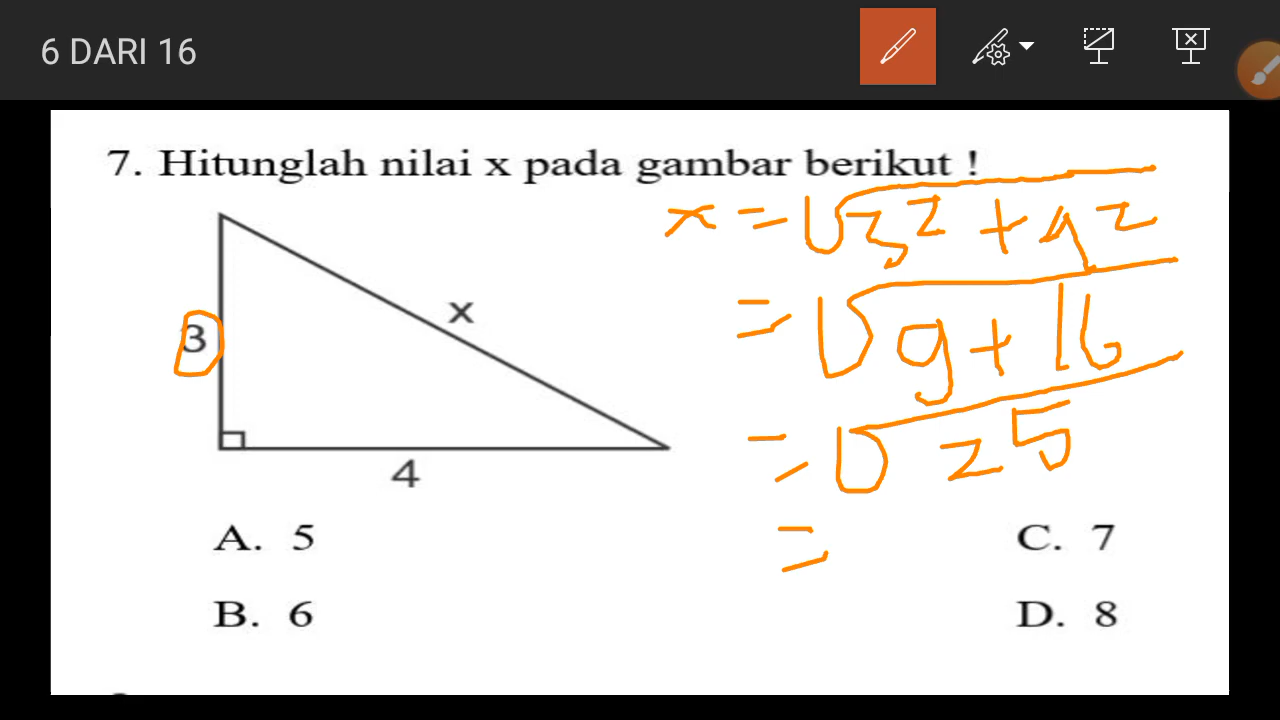 6 DARI 16
7. Hitunglah nilai x pada gambar berikut !
x = √3² + 4²
= √9 + 16
= √25
=
3
x
4
A. 5
C. 7
B. 6
D. 8